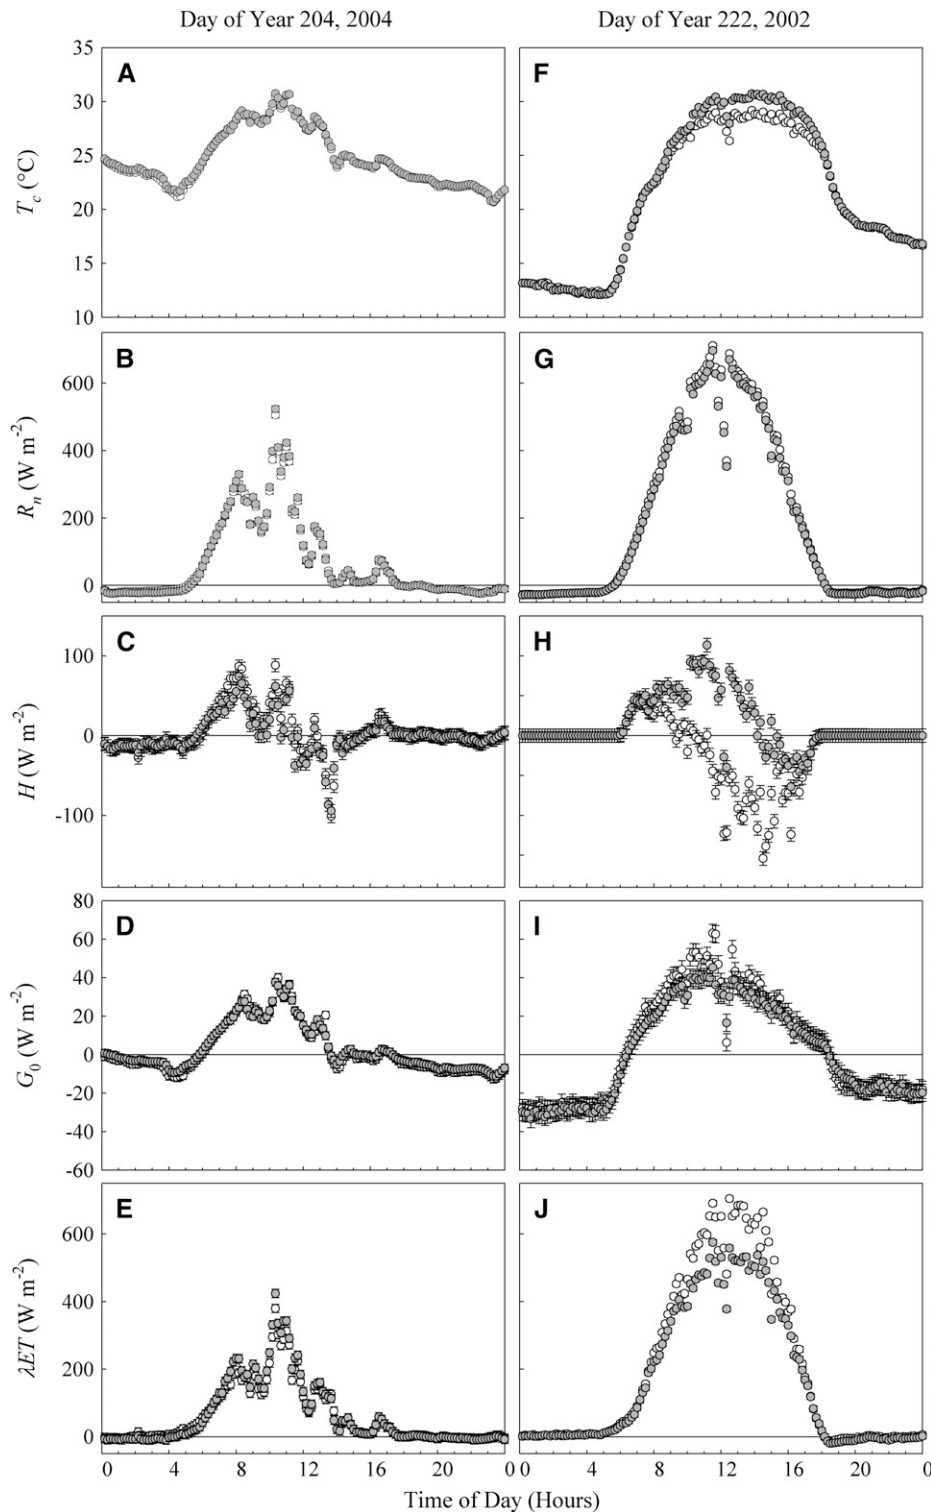 Day of Year 204, 2004 Day of Year 222, 2002
A F
35
30
25
20
15
10
T_c (°C)
B G
600
400
200
0
R_n (W m⁻²)
C H
100
0
-100
H (W m⁻²)
D I
80
60
40
20
0
-20
-40
-60
G₀ (W m⁻²)
E J
600
400
200
0
λET (W m⁻²)
0 4 8 12 16 20 0 4 8 12 16 20 0
Time of Day (Hours)